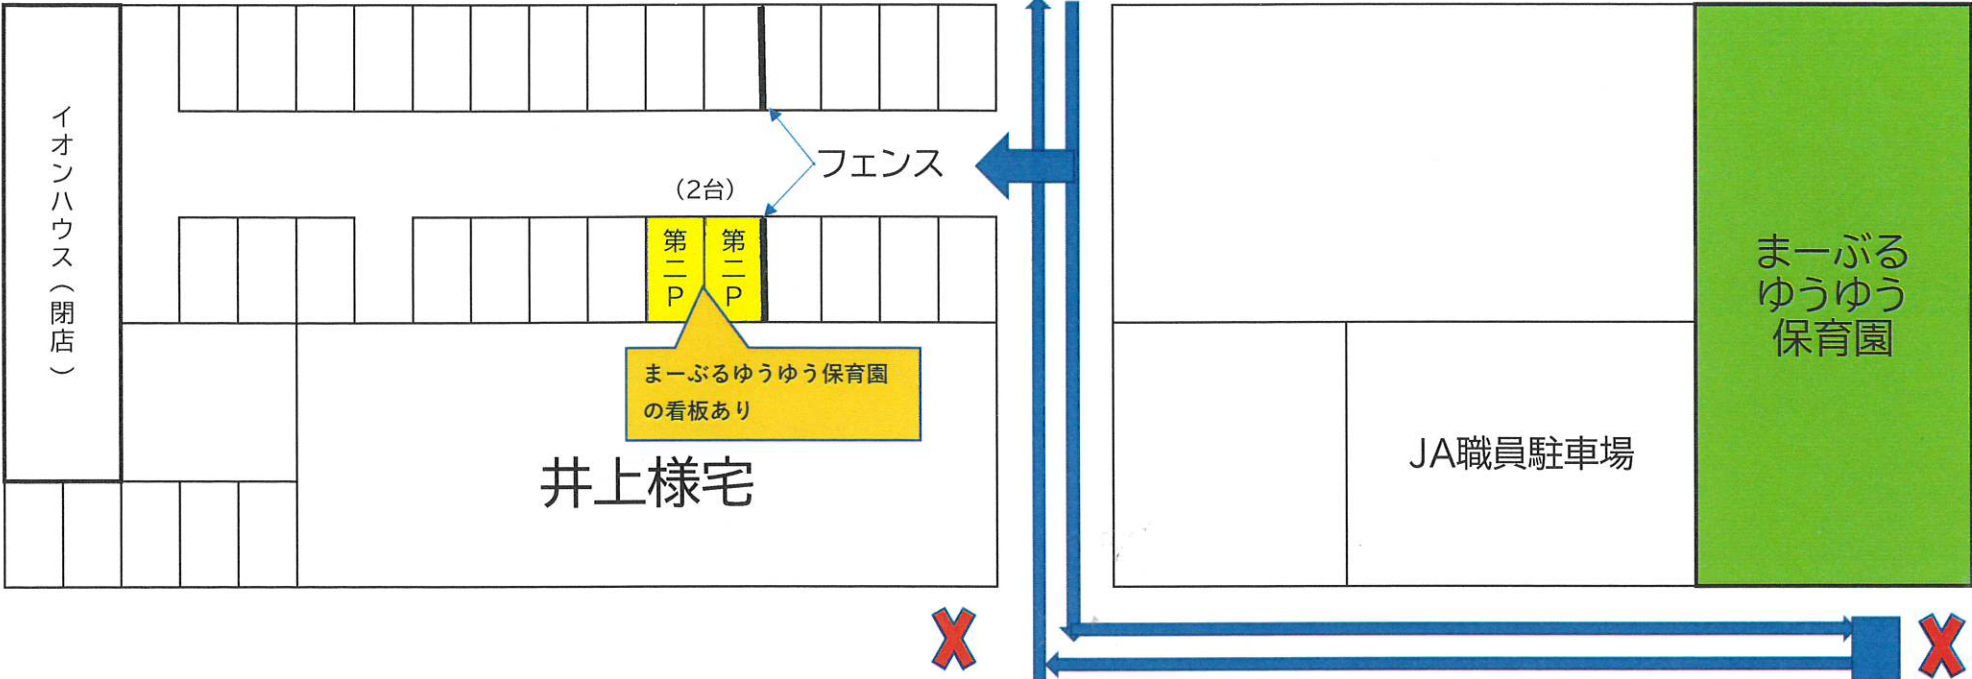 イオンハウス（閉店）
フェンス
（2台）
第二P
第二P
まーぶるゆうゆう保育園
の看板あり
井上様宅
JA職員駐車場
まーぶる
ゆうゆう
保育園